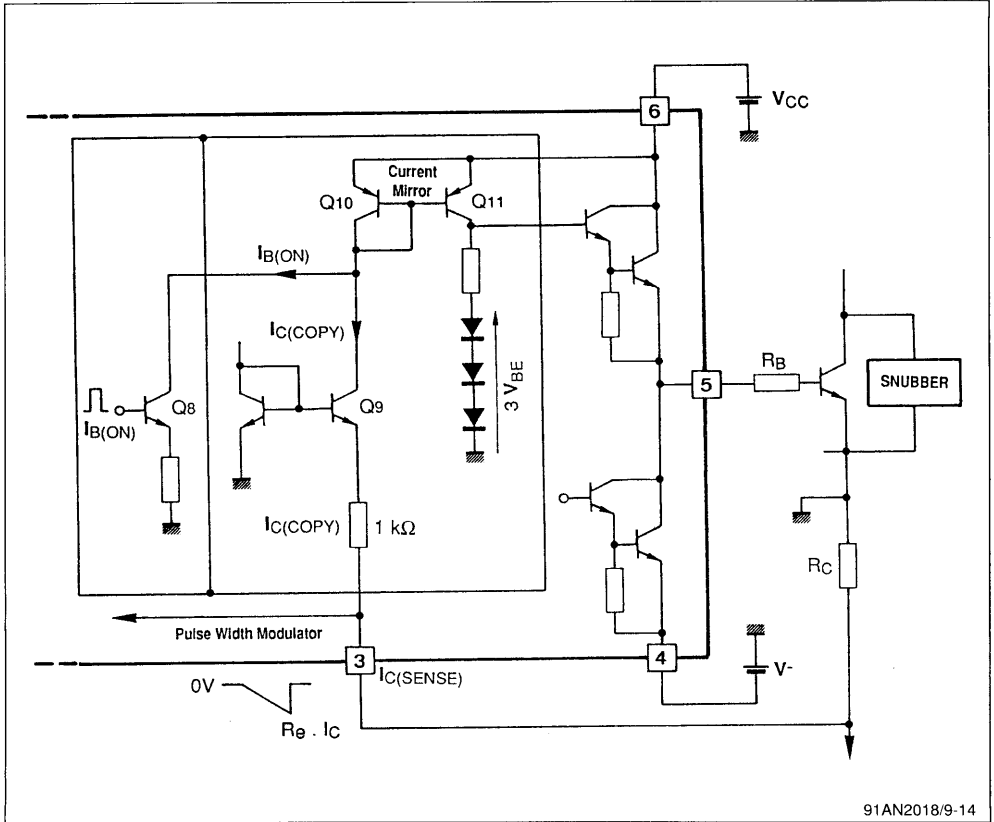 6
VCC
Current
Mirror
Q10
Q11
IB(ON)
IC(COPY)
3 VBE
RB
5
SNUBBER
Q8
Q9
IB(ON)
IC(COPY)
1 kΩ
RC
Pulse Width Modulator
3
IC(SENSE)
4
V-
0V
Re . IC
91AN2018/9-14